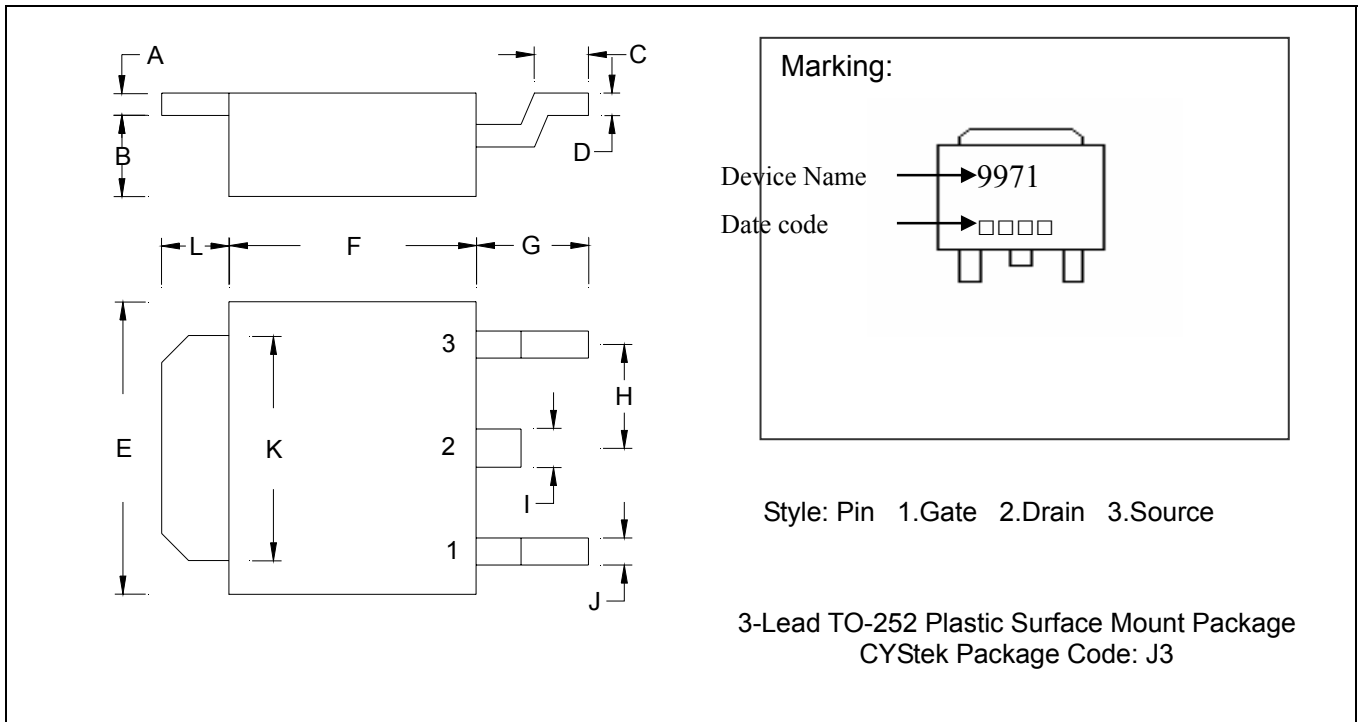 A
B
C
D
L
F
G
E
K
3
2
1
H
I
J
Marking:
Device Name
9971
Date code
□□□□
Style: Pin 1.Gate 2.Drain 3.Source
3-Lead TO-252 Plastic Surface Mount Package
CYStek Package Code: J3